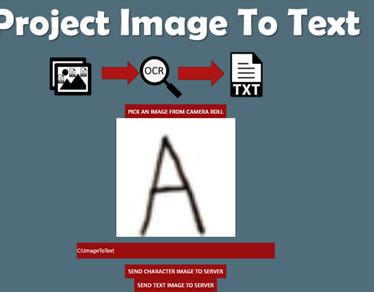 Project Image To Text
OCR
TXT
PICK AN IMAGE FROM CAMERA ROLL
A
C:\ImageToText
SEND CHARACTER IMAGE TO SERVER
SEND TEXT IMAGE TO SERVER